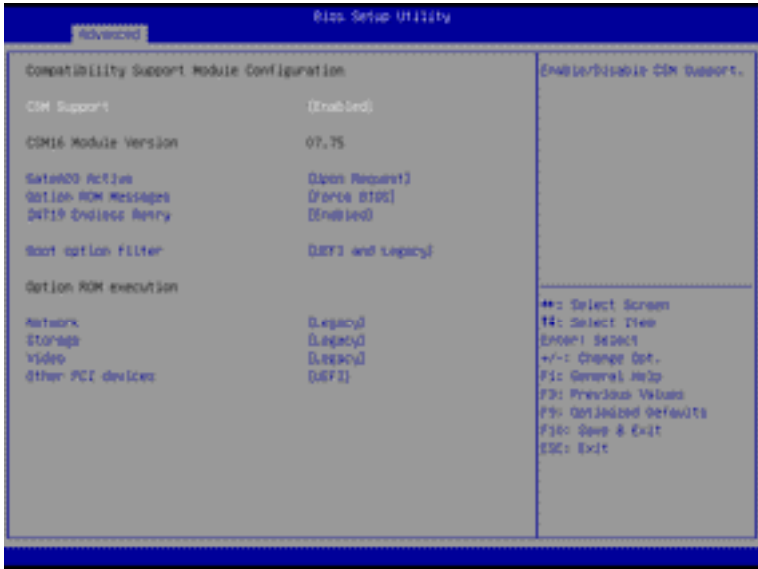 Bios Setup Utility
Advanced
Compatibility Support Module Configuration
CSM Support [Enabled]
CSM16 Module Version 07.75
GateA20 Active [Upon Request]
Option ROM Messages [Force BIOS]
INT19 Endless Retry [Enabled]
Boot option filter [UEFI and Legacy]
Option ROM execution
Network [Legacy]
Storage [Legacy]
Video [Legacy]
Other PCI devices [UEFI]
Enable/Disable CSM Support.
: Select Screen
: Select Item
Enter: Select
+/-: Change Opt.
F1: General Help
: Previous Values
F9: Optimized Defaults
F10: Save & Exit
ESC: Exit